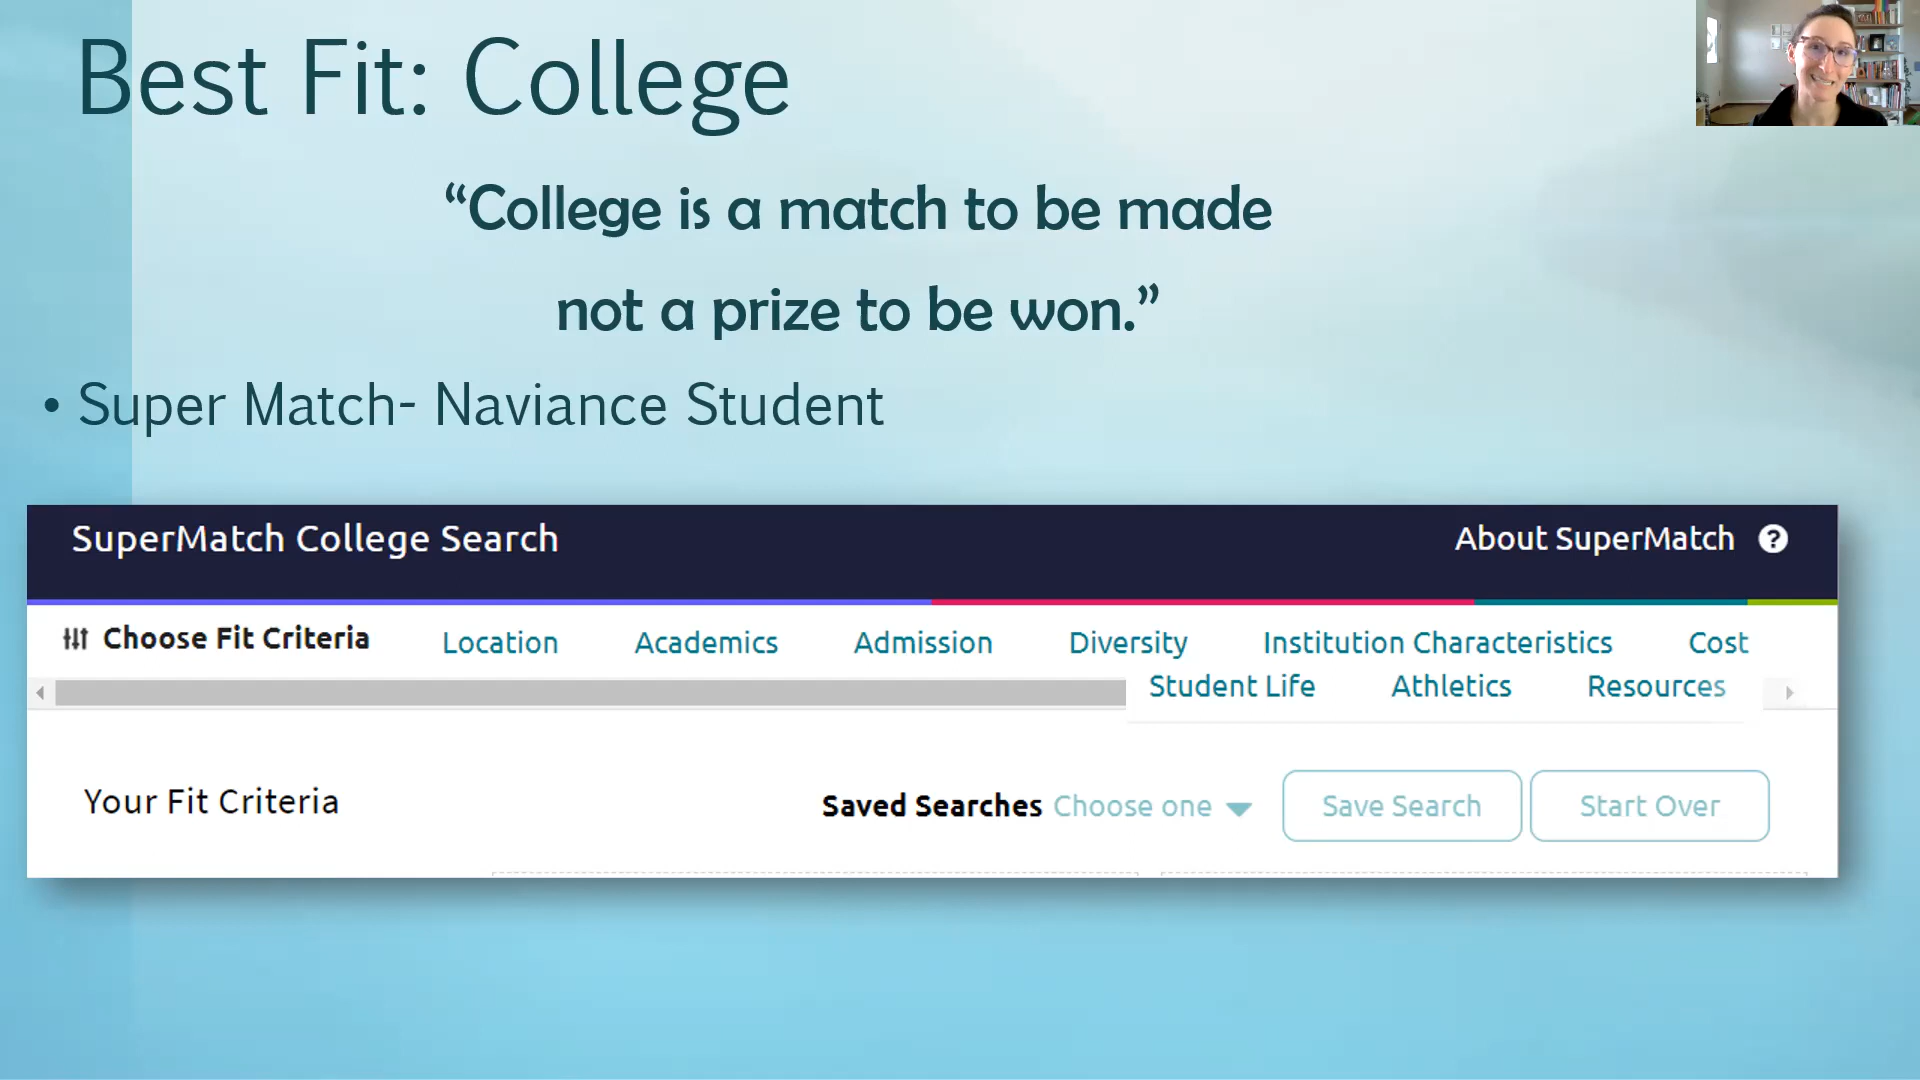 Best Fit: College
“College is a match to be made
not a prize to be won.”
• Super Match- Naviance Student
SuperMatch College Search
About SuperMatch ?
Choose Fit Criteria Location Academics Admission Diversity Institution Characteristics Cost
Student Life Athletics Resources
Your Fit Criteria
Saved Searches Choose one
Save Search
Start Over